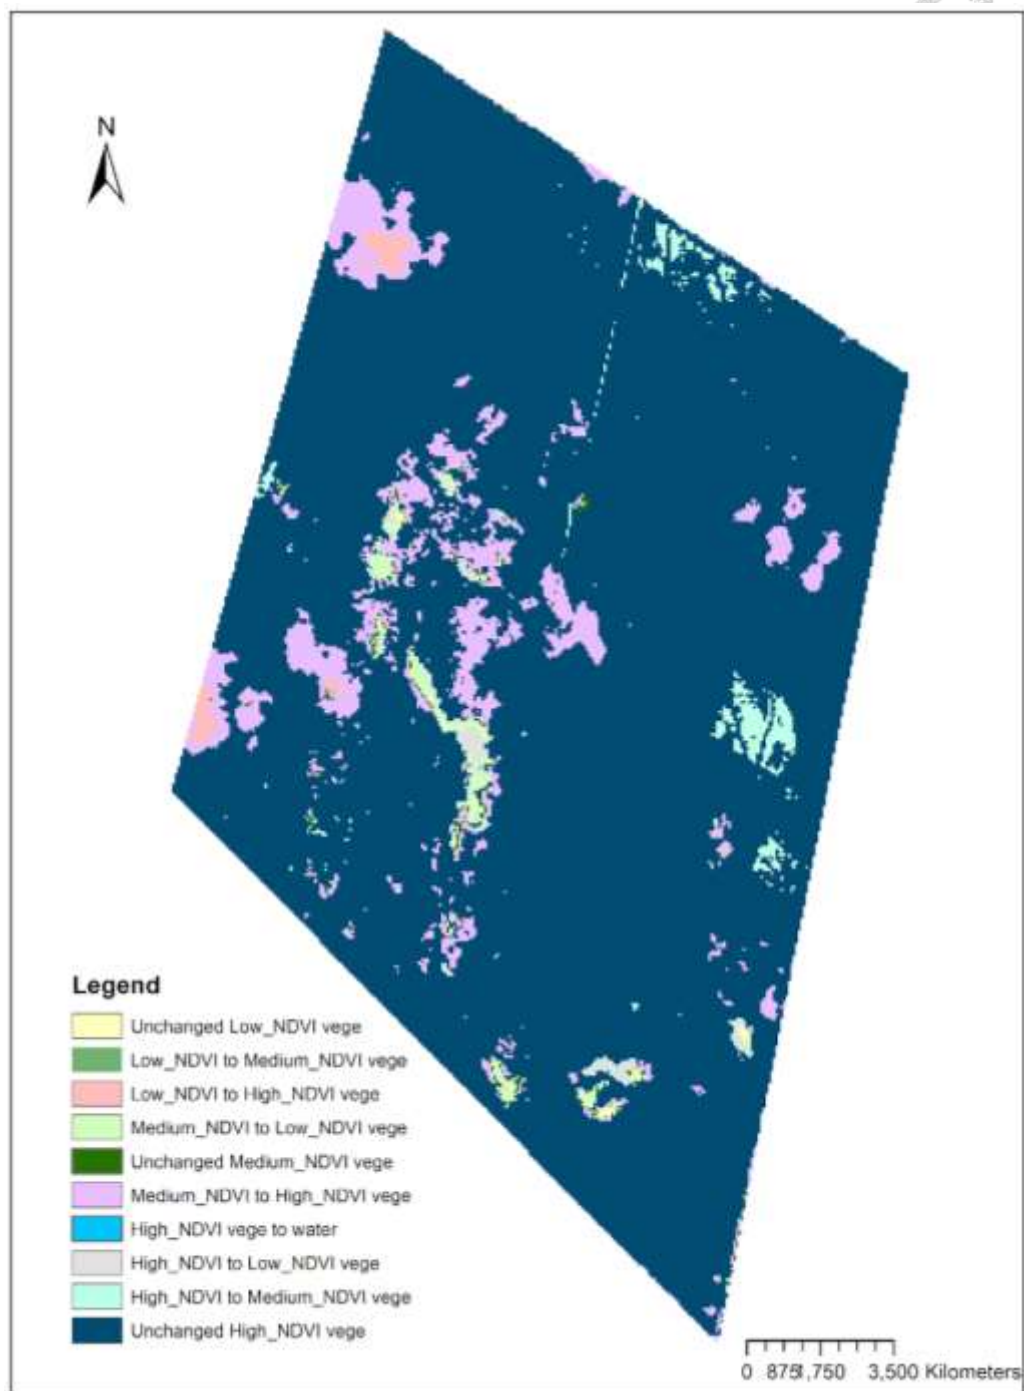 N
Legend
Unchanged Low_NDVI vege
Low_NDVI to Medium_NDVI vege
Low_NDVI to High_NDVI vege
Medium_NDVI to Low_NDVI vege
Unchanged Medium_NDVI vege
Medium_NDVI to High_NDVI vege
High_NDVI vege to water
High_NDVI to Low_NDVI vege
High_NDVI to Medium_NDVI vege
Unchanged High_NDVI vege
0 875 1,750 3,500 Kilometers